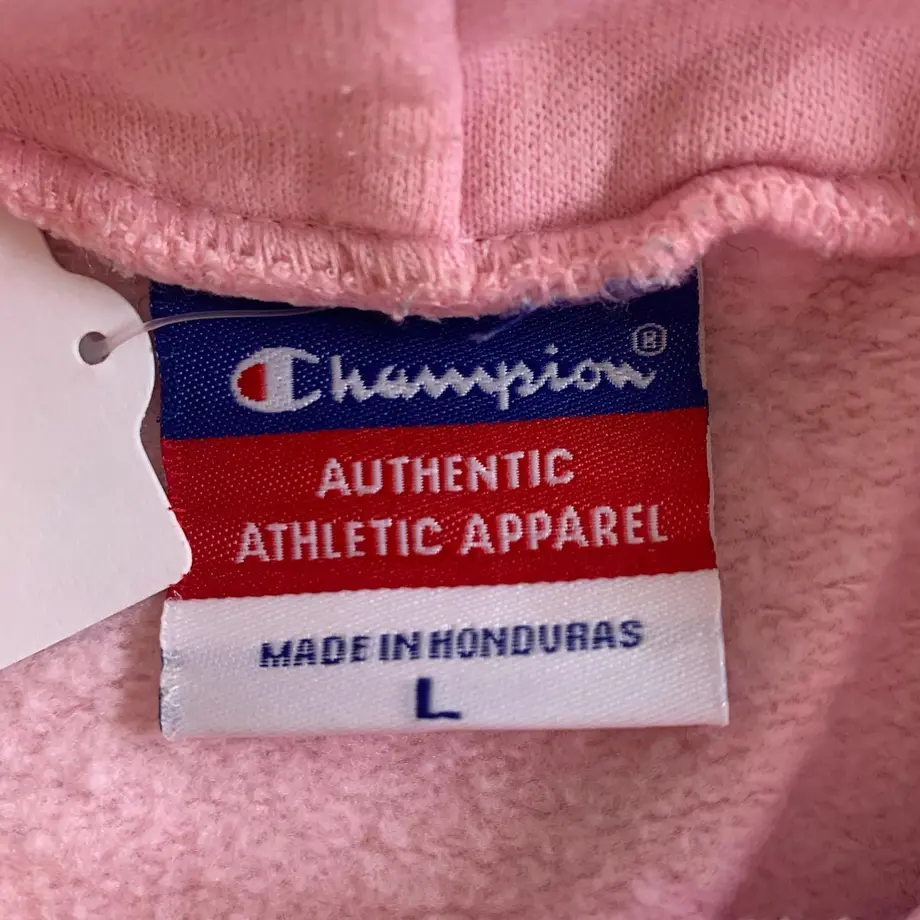 Champion®
AUTHENTIC
ATHLETIC APPAREL
MADE IN HONDURAS
L